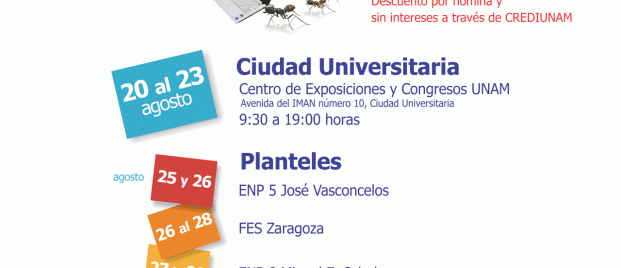 Descuento por nómina y
sin intereses a través de CREDIUNAM
20 al 23
agosto
Ciudad Universitaria
Centro de Exposiciones y Congresos UNAM
Avenida del IMAN número 10, Ciudad Universitaria
9:30 a 19:00 horas
Planteles
agosto
25 y 26
ENP 5 José Vasconcelos
26 al 28
FES Zaragoza